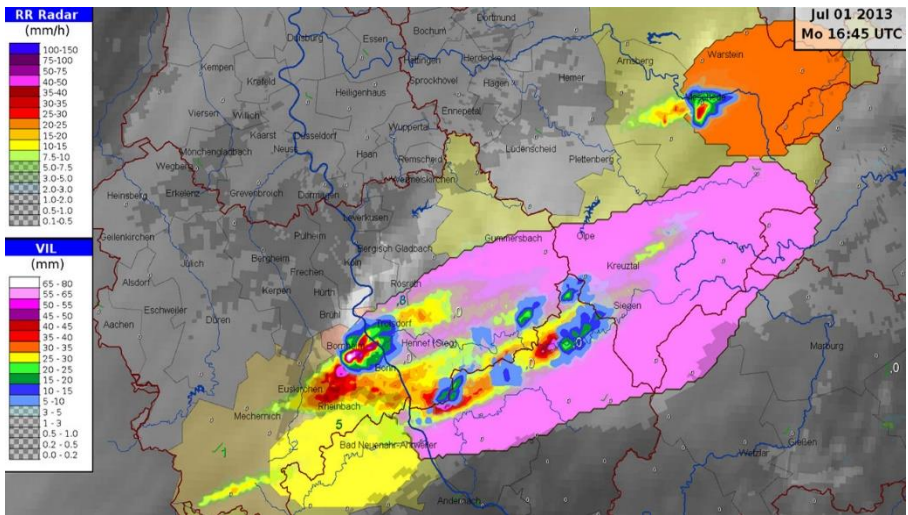 RR Radar
(mm/h)
100-150
75-100
50-75
40-50
35-40
30-35
25-30
20-25
15-20
10-15
7.5-10
5.0-7.5
3.0-5.0
2.0-3.0
1.0-2.0
0.5-1.0
0.1-0.5
VIL
(mm)
65 - 80
55 - 65
50 - 55
45 - 50
40 - 45
35 - 40
30 - 35
25 - 30
20 - 25
15 - 20
10 - 15
5 - 10
3 - 5
1 - 3
0.5 - 1.0
0.2 - 0.5
0.0 - 0.2
Jul 01 2013
Mo 16:45 UTC
Dortmund
Bochum
Essen
Duisburg
Warstein
Arnsberg
Herdecke
Kempen
Krefeld
Sprockhövel
Hagen
Hemer
Heiligenhaus
Viersen
Willich
Ennepetal
Kaarst
Düsseldorf
Wuppertal
Neuss
Haan
Lüdenscheid
Mönchengladbach
Remscheid
Plettenberg
Wegberg
Wermelskirchen
Heinsberg
Erkelenz
Grevenbroich
Dormagen
Leverkusen
Geilenkirchen
Pulheim
Bergisch Gladbach
Gummersbach
Olpe
Jülich
Bergheim
Köln
Kreuztal
Alsdorf
Frechen
Rösrath
Kerpen
Hürth
Eschweiler
8
Siegen
Aachen
Düren
Brühl
Troisdorf
Hennef (Sieg)
Marburg
Bornheim
Bonn
Euskirchen
Rheinbach
Mechernich
5
1
2
Bad Neuenahr-Ahrweiler
Gießen
Wetzlar
Andernach